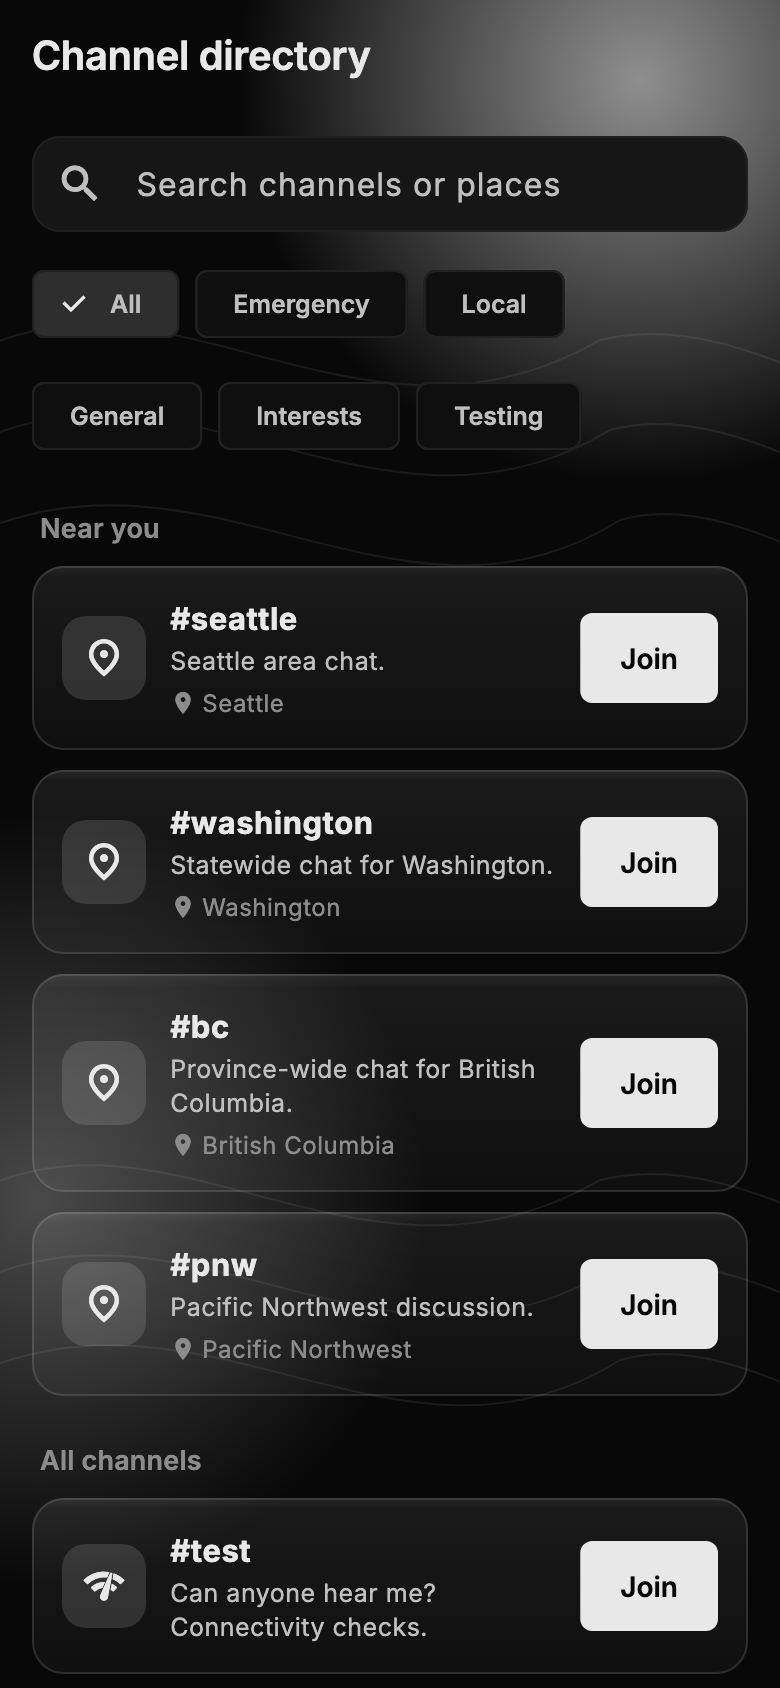 Channel directory
Search channels or places
All
Emergency
Local
General
Interests
Testing
Near you
#seattle
Seattle area chat.
Seattle
Join
#washington
Statewide chat for Washington.
Washington
Join
#bc
Province-wide chat for British
Columbia.
British Columbia
Join
#pnw
Pacific Northwest discussion.
Pacific Northwest
Join
All channels
#test
Can anyone hear me?
Connectivity checks.
Join